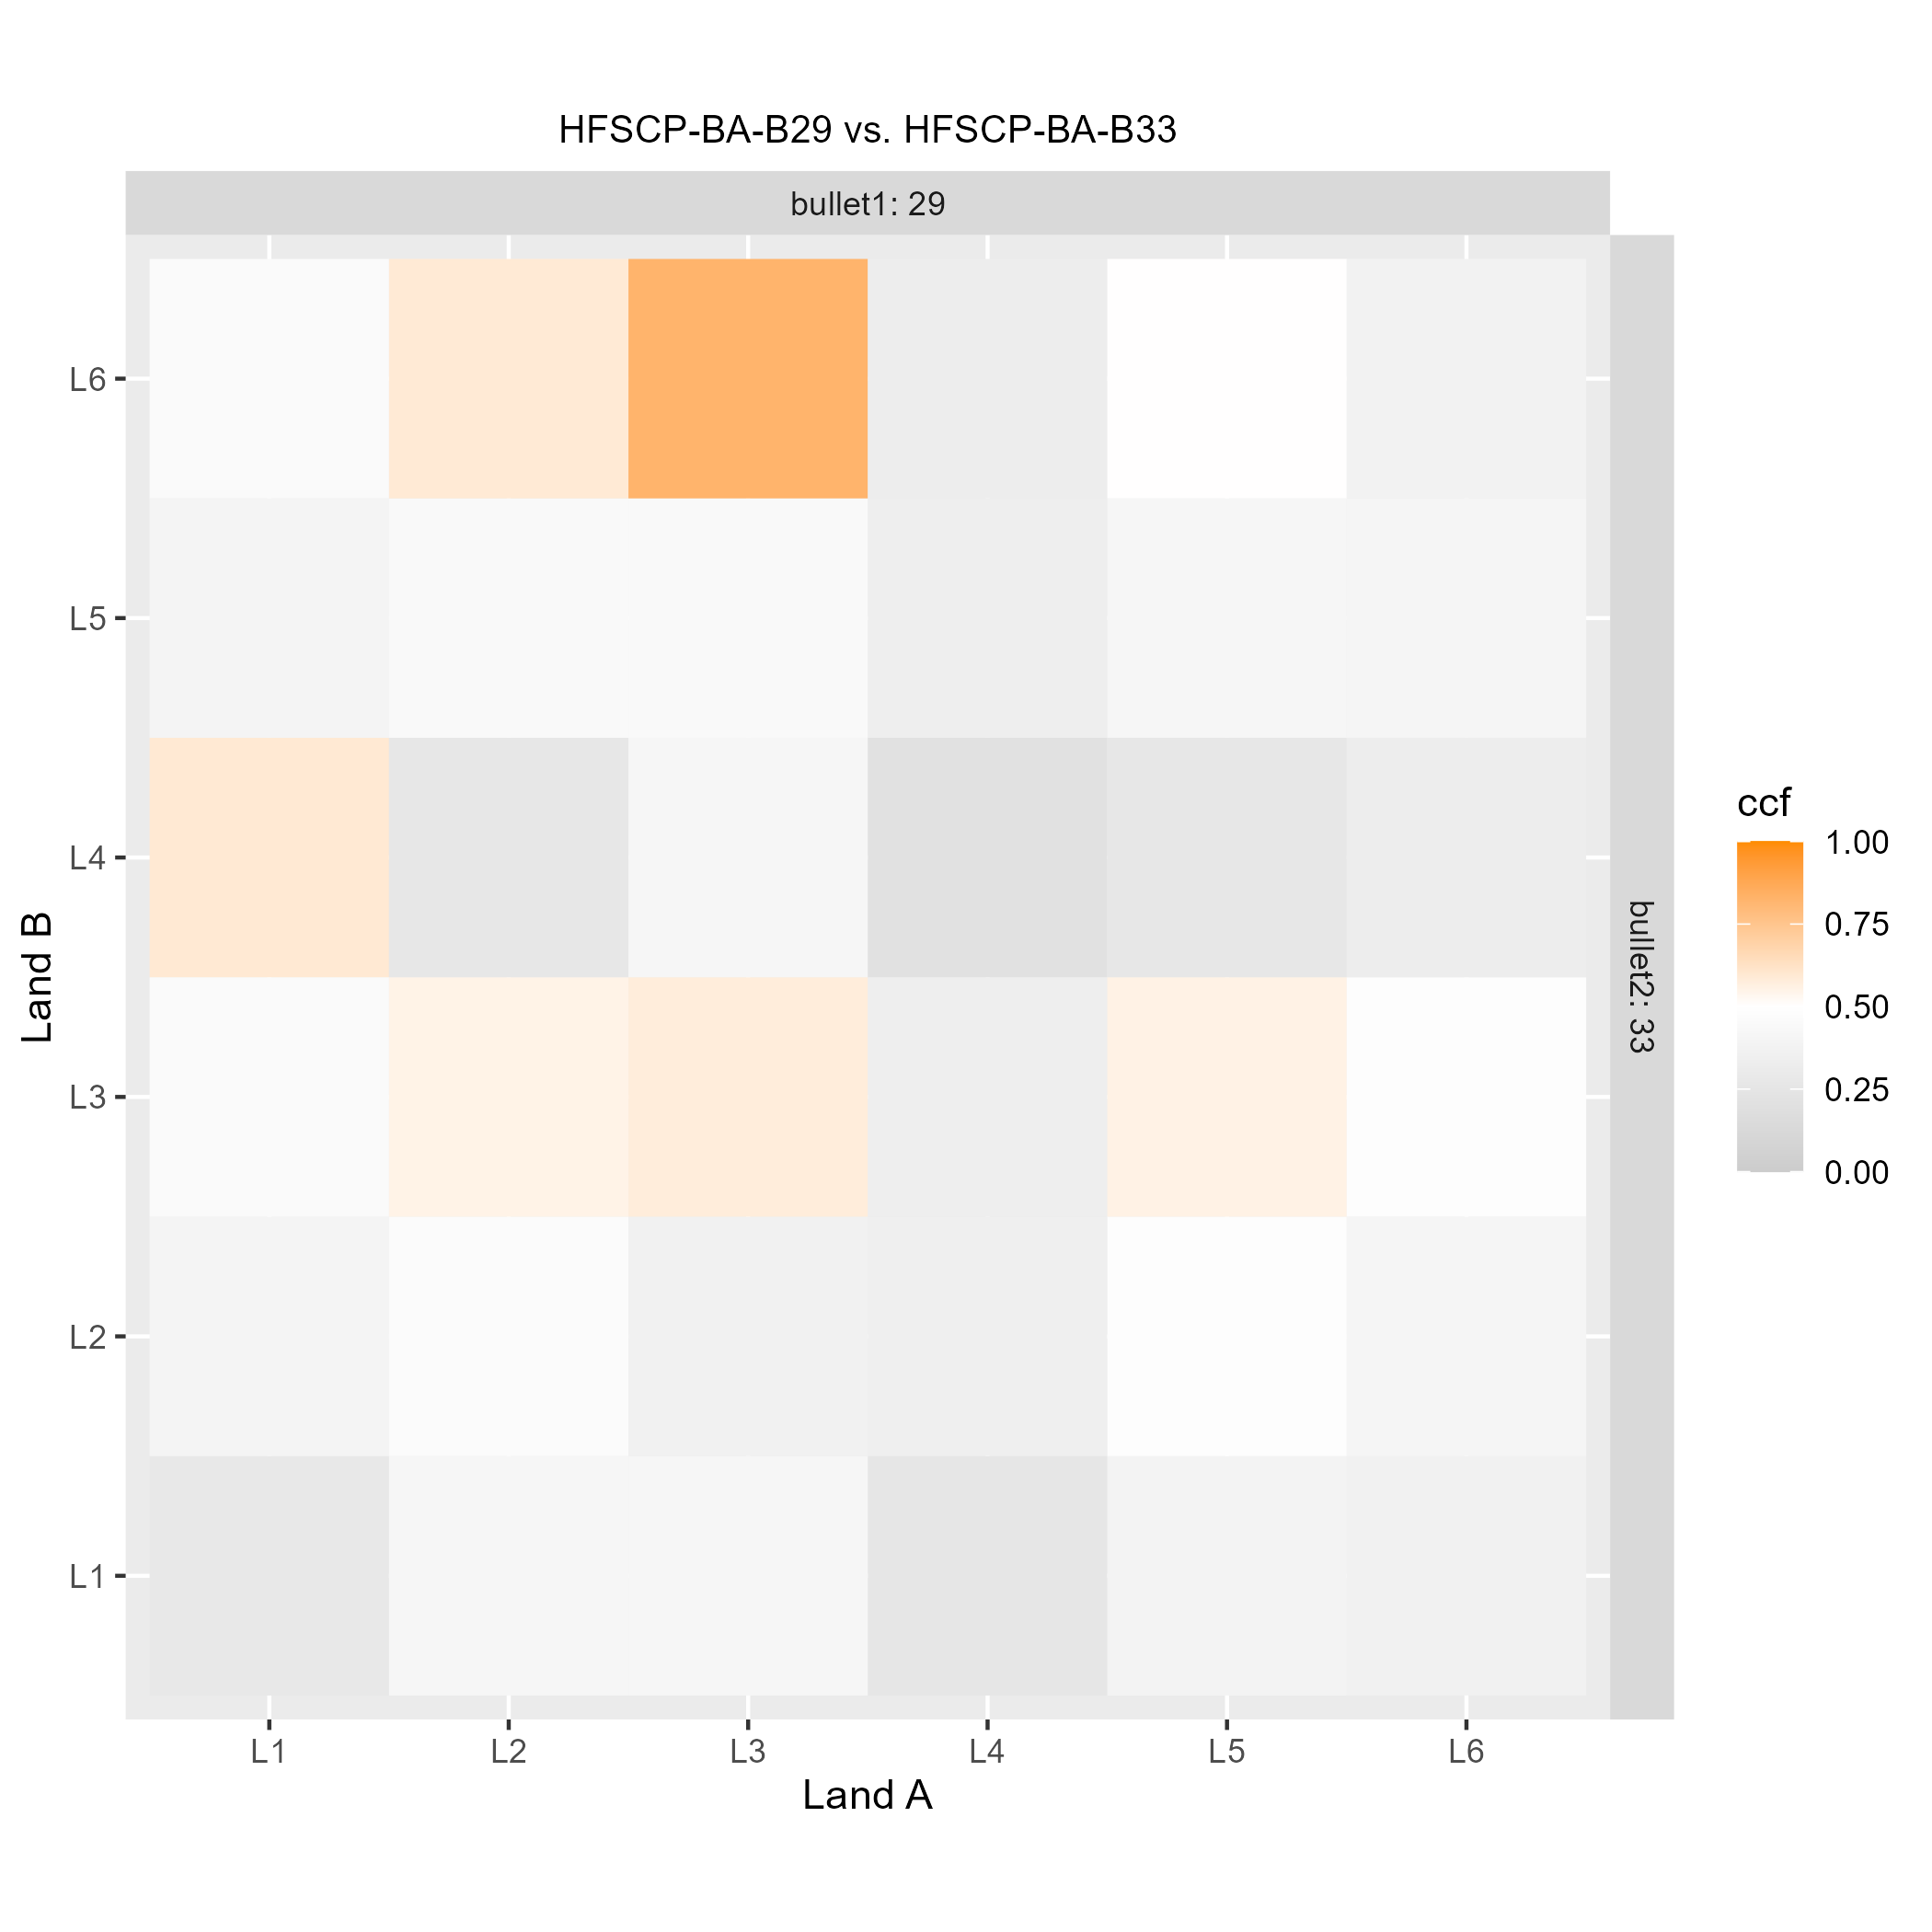 HFSCP-BA-B29 vs. HFSCP-BA-B33
bullet1: 29
L6
L5
L4
L3
L2
L1
Land B
bullet2: 33
L1 L2 L3 L4 L5 L6
Land A
ccf
1.00
0.75
0.50
0.25
0.00